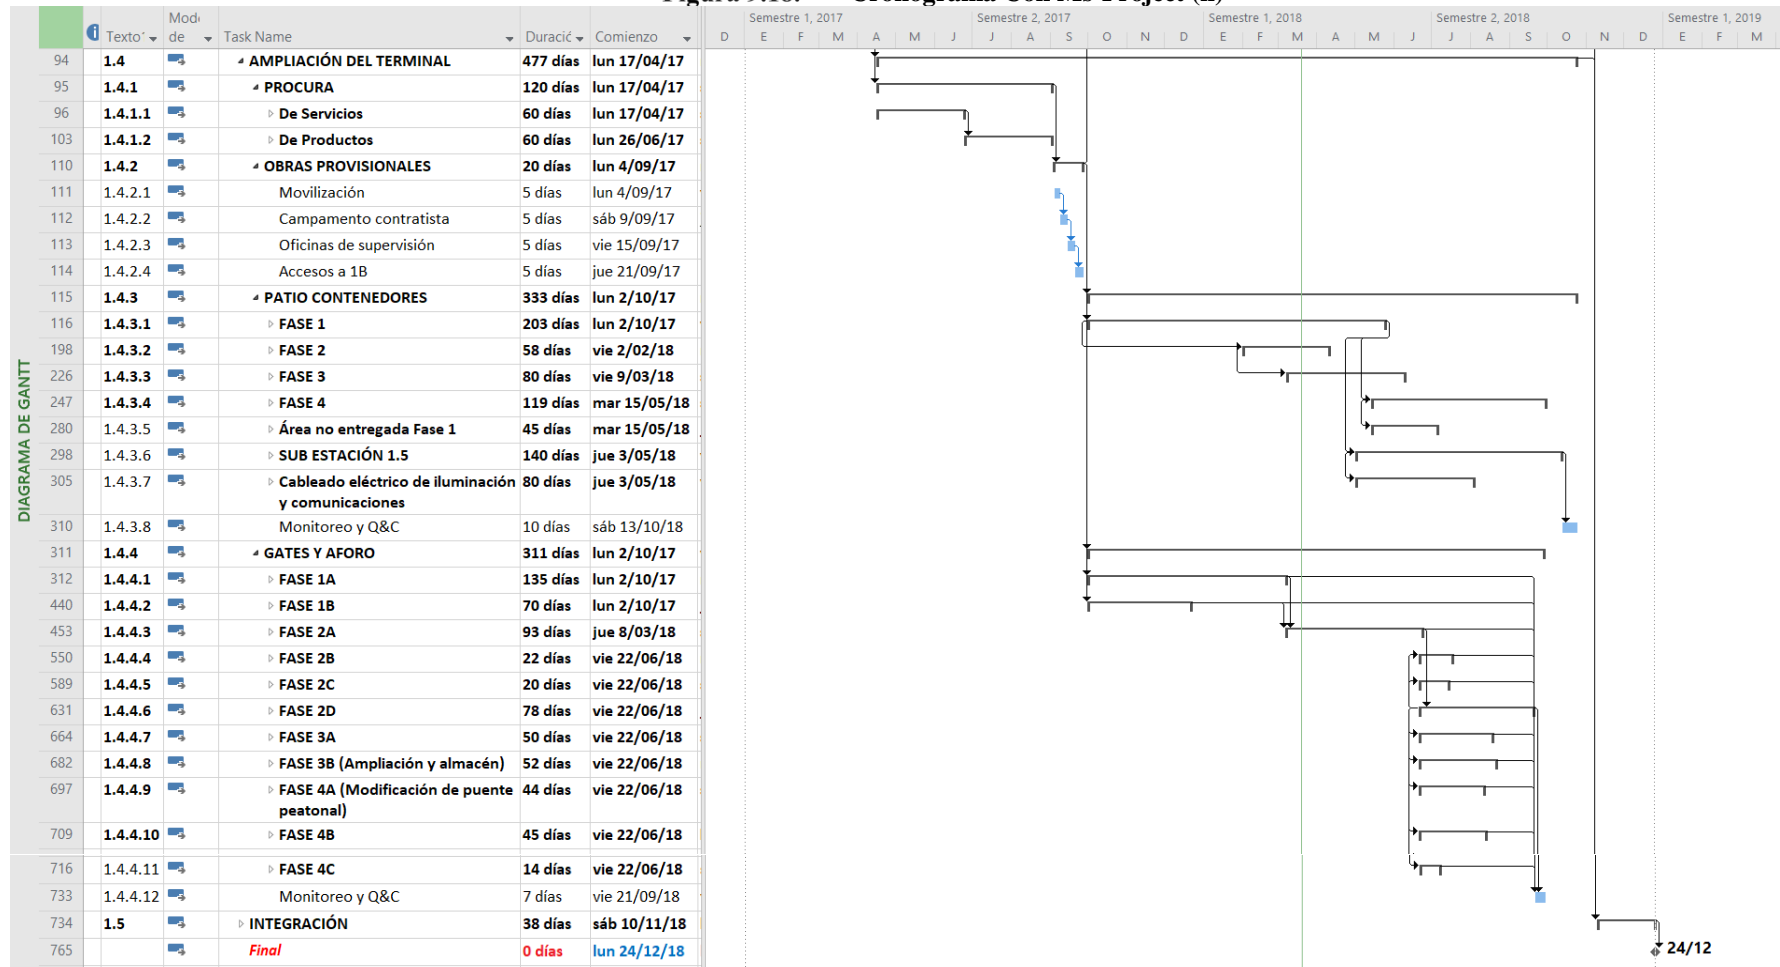 Figura 9.18. Cronograma Con MS Project (II)
Semestre 1, 2017 Semestre 2, 2017 Semestre 1, 2018 Semestre 2, 2018 Semestre 1, 2019
Texto de Task Name Comienzo D E F M A M J J A S O N D E F M A M J J A S O N D E F M
94 1.4 AMPLIACIÓN DEL TERMINAL 477 días lun 17/04/17
95 1.4.1 PROCURA 120 días lun 17/04/17
96 1.4.1.1 De Servicios 60 días lun 17/04/17
103 1.4.1.2 De Productos 60 días lun 26/06/17
110 1.4.2 OBRAS PROVISIONALES 20 días lun 4/09/17
111 1.4.2.1 Movilización 5 días lun 4/09/17
112 1.4.2.2 Campamento contratista 5 días sáb 9/09/17
113 1.4.2.3 Oficinas de supervisión 5 días vie 15/09/17
114 1.4.2.4 Accesos a 1B 5 días jue 21/09/17
115 1.4.3 PATIO CONTENEDORES 333 días lun 2/10/17
116 1.4.3.1 FASE 1 203 días lun 2/10/17
198 1.4.3.2 FASE 2 58 días vie 2/02/18
226 1.4.3.3 FASE 3 80 días vie 9/03/18
247 1.4.3.4 FASE 4 119 días mar 15/05/18
280 1.4.3.5 Área no entregada Fase 1 45 días mar 15/05/18
298 1.4.3.6 SUB ESTACIÓN 1.5 140 días jue 3/05/18
305 1.4.3.7 Cableado eléctrico de iluminación 80 días jue 3/05/18
y comunicaciones
310 1.4.3.8 Monitoreo y Q&C 10 días sáb 13/10/18
311 1.4.4 GATES Y AFORO 311 días lun 2/10/17
312 1.4.4.1 FASE 1A 135 días lun 2/10/17
440 1.4.4.2 FASE 1B 70 días lun 2/10/17
453 1.4.4.3 FASE 2A 93 días jue 8/03/18
550 1.4.4.4 FASE 2B 22 días vie 22/06/18
589 1.4.4.5 FASE 2C 20 días vie 22/06/18
631 1.4.4.6 FASE 2D 78 días vie 22/06/18
664 1.4.4.7 FASE 3A 50 días vie 22/06/18
682 1.4.4.8 FASE 3B (Ampliación y almacén) 52 días vie 22/06/18
697 1.4.4.9 FASE 4A (Modificación de puente 44 días vie 22/06/18
peatonal)
709 1.4.4.10 FASE 4B 45 días vie 22/06/18
716 1.4.4.11 FASE 4C 14 días vie 22/06/18
733 1.4.4.12 Monitoreo y Q&C 7 días vie 21/09/18
734 1.5 INTEGRACIÓN 38 días sáb 10/11/18
765 Final 0 días lun 24/12/18 24/12
DIAGRAMA DE GANTT